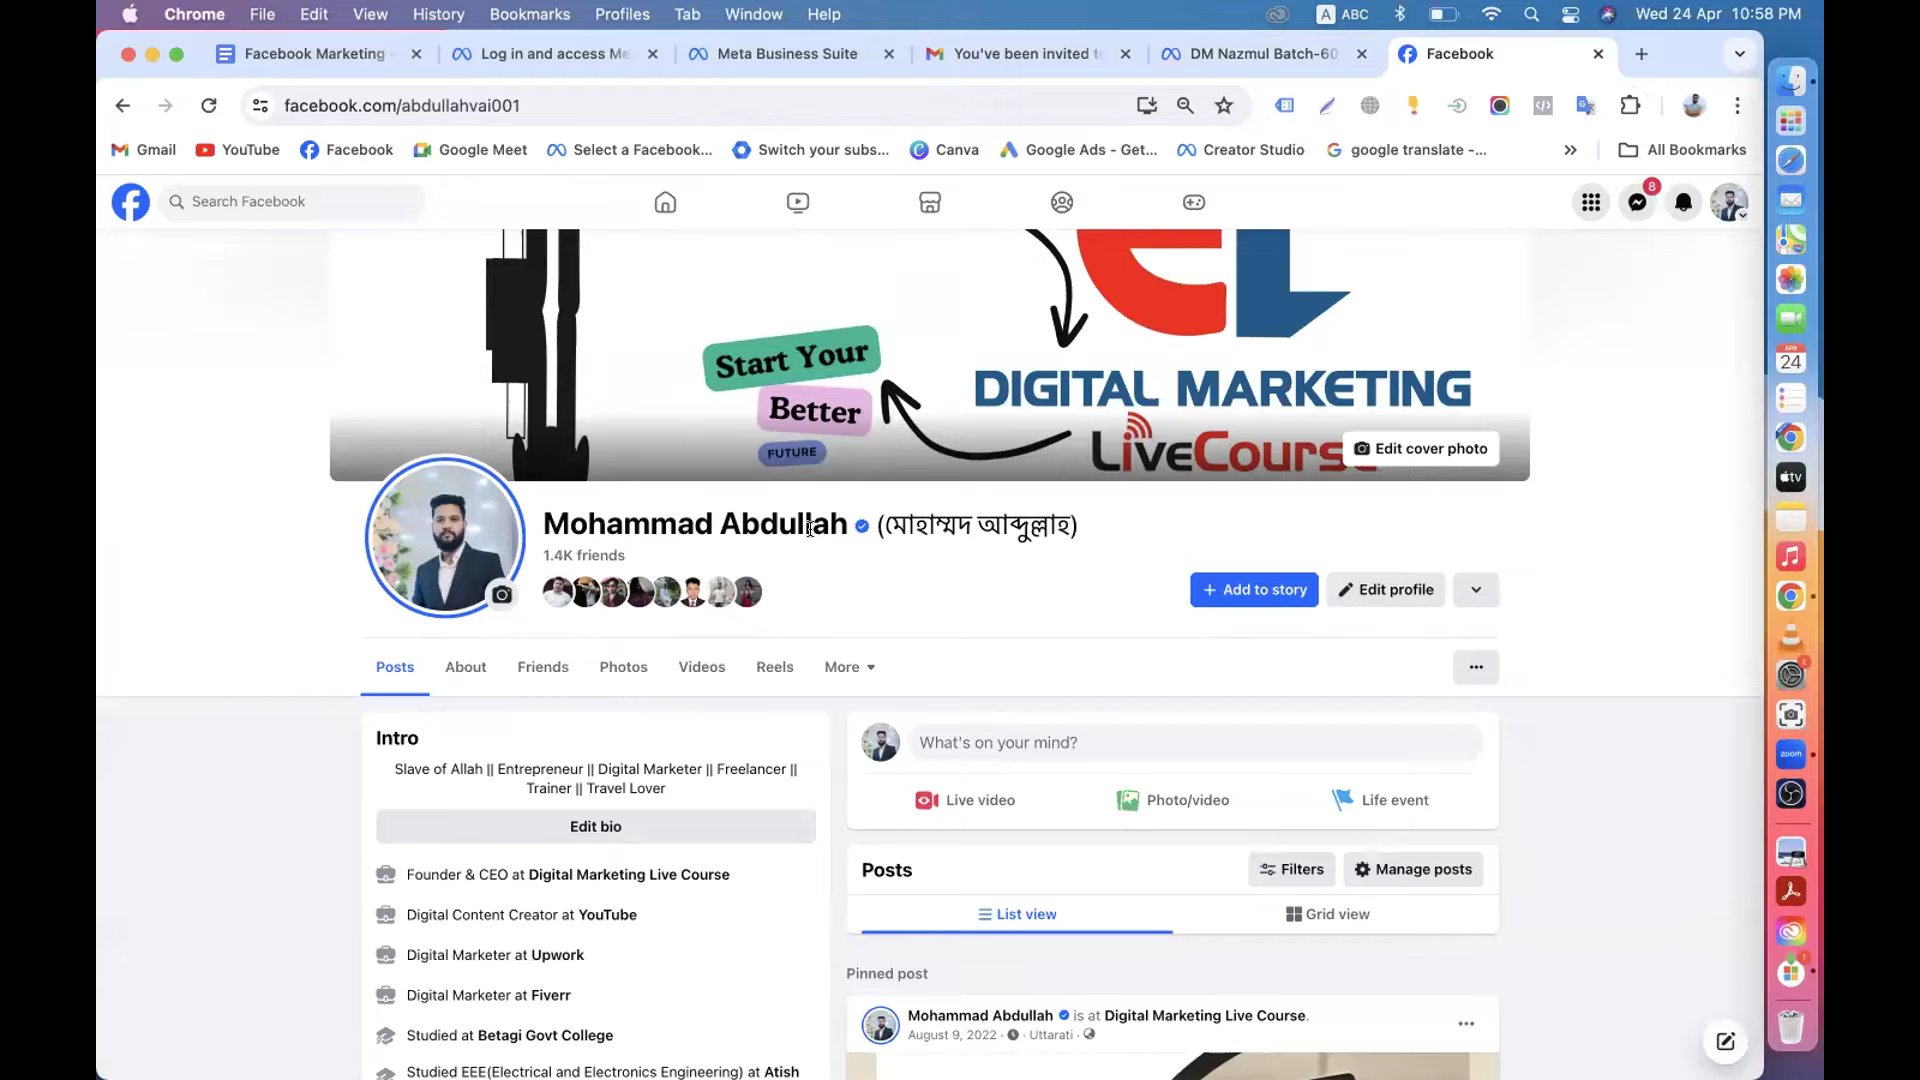 Chrome File Edit View History Bookmarks Profiles Tab Window Help
A ABC Wed 24 Apr 10:58 PM
Facebook Marketing
Log in and access Me
Meta Business Suite
You've been invited t
DM Nazmul Batch-60
Facebook
facebook.com/abdullahvai001
Gmail YouTube Facebook Google Meet Select a Facebook... Switch your subs... Canva Google Ads - Get... Creator Studio google translate -... All Bookmarks
Search Facebook
8
Start Your
Better
FUTURE
DIGITAL MARKETING
LiveCours
Edit cover photo
Mohammad Abdullah (মোহাম্মদ আব্দুল্লাহ)
1.4K friends
+ Add to story
Edit profile
Posts About Friends Photos Videos Reels More
Intro
Slave of Allah || Entrepreneur || Digital Marketer || Freelancer ||
Trainer || Travel Lover
Edit bio
Founder & CEO at Digital Marketing Live Course
Digital Content Creator at YouTube
Digital Marketer at Upwork
Digital Marketer at Fiverr
Studied at Betagi Govt College
Studied EEE(Electrical and Electronics Engineering) at Atish
What's on your mind?
Live video
Photo/video
Life event
Posts
Filters
Manage posts
List view
Grid view
Pinned post
Mohammad Abdullah is at Digital Marketing Live Course.
August 9, 2022 · Uttarati ·
APR
24
tv
2
zoom
1